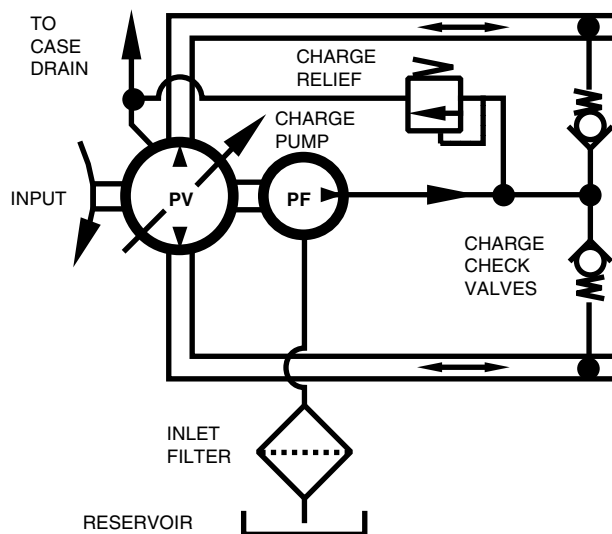 TO
CASE
DRAIN
CHARGE
RELIEF
CHARGE
PUMP
INPUT
PV
PF
CHARGE
CHECK
VALVES
INLET
FILTER
RESERVOIR